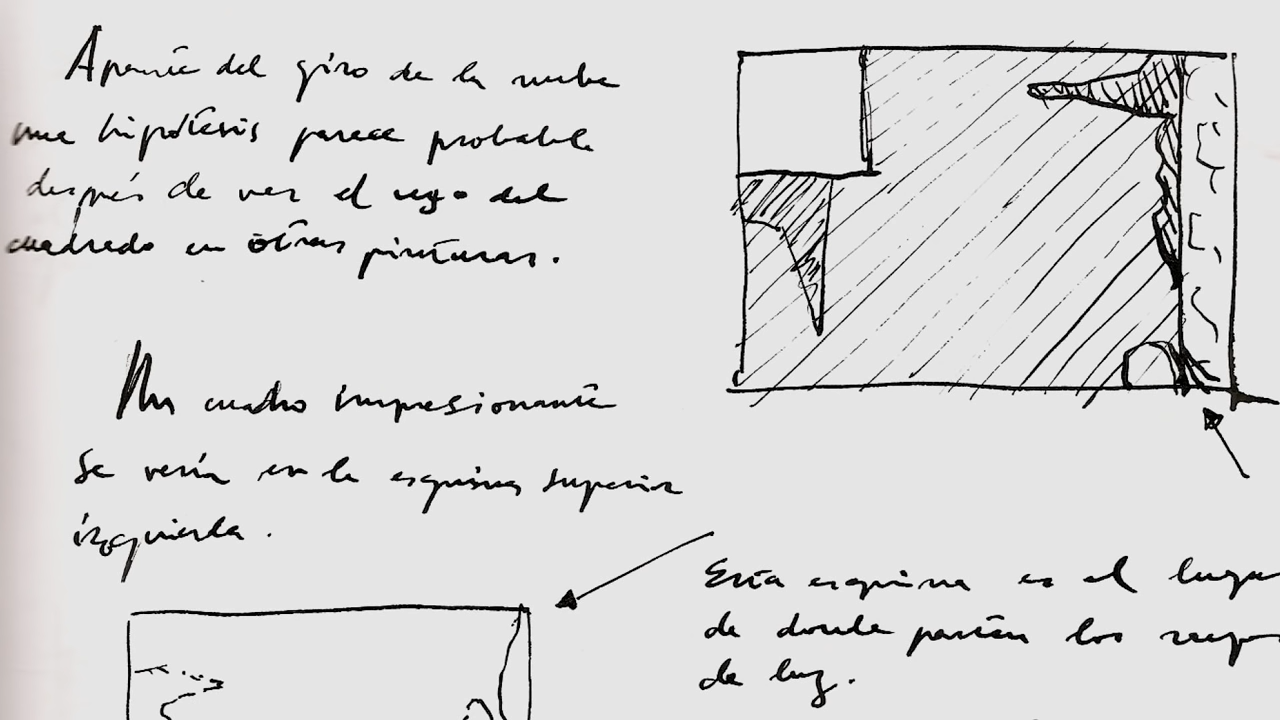 Aparte del giro de la nube
una hipótesis parece probable
después de ver el del
cuadrado en otras pinturas.
Un cuadro impresionante
Se vería en la esquina superior
izquierda.
Esta esquina es el
de donde parten los
de luz.